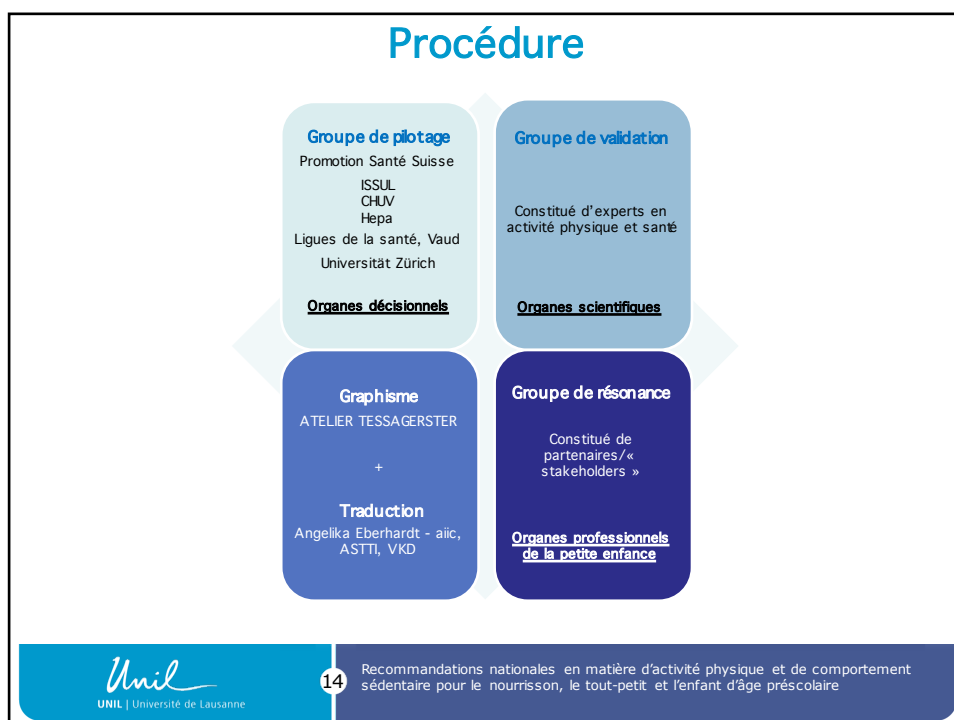 Procédure
Groupe de pilotage
Promotion Santé Suisse
ISSUL
CHUV
Hepa
Ligues de la santé, Vaud
Universität Zürich
Organes décisionnels
Groupe de validation
Constitué d’experts en
activité physique et santé
Organes scientifiques
Graphisme
ATELIER TESSAGERSTER
+
Traduction
Angelika Eberhardt - aiic,
ASTTI, VKD
Groupe de résonance
Constitué de
partenaires/«
stakeholders »
Organes professionnels
de la petite enfance
Unil
UNIL | Université de Lausanne
14
Recommandations nationales en matière d’activité physique et de comportement
sédentaire pour le nourrisson, le tout-petit et l’enfant d’âge préscolaire